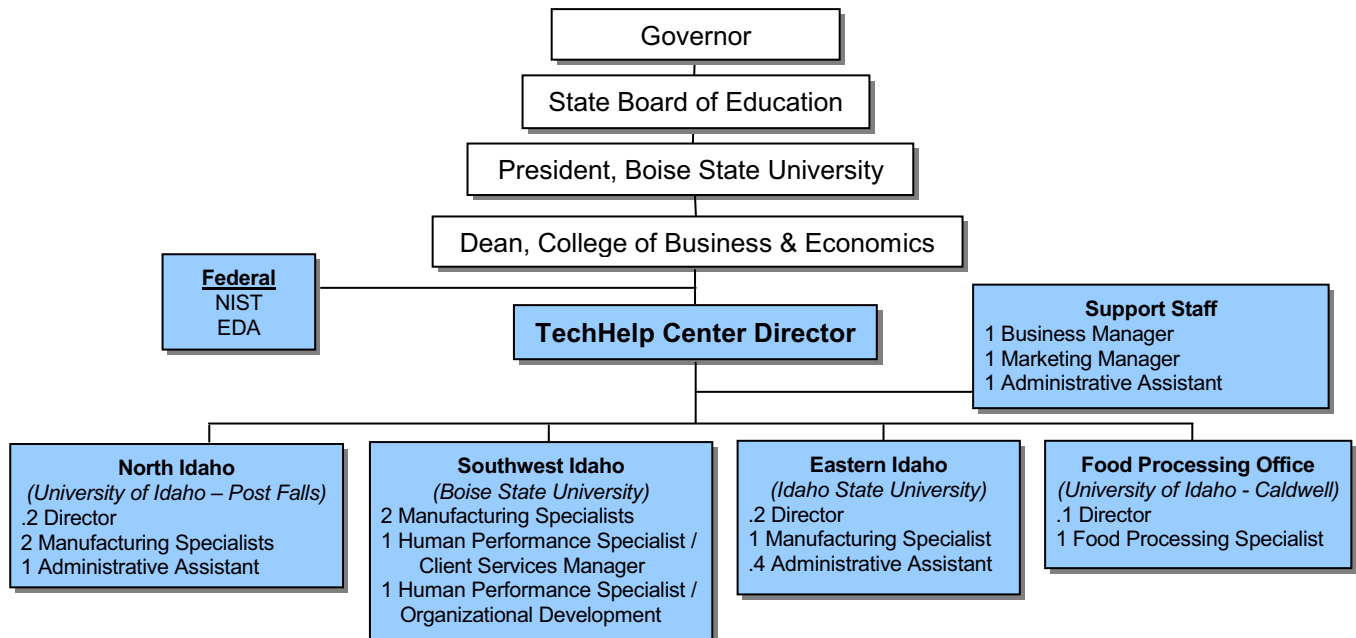 Governor
State Board of Education
President, Boise State University
Dean, College of Business & Economics
Federal
NIST
EDA
TechHelp Center Director
Support Staff
1 Business Manager
1 Marketing Manager
1 Administrative Assistant
North Idaho
(University of Idaho – Post Falls)
.2 Director
2 Manufacturing Specialists
1 Administrative Assistant
Southwest Idaho
(Boise State University)
2 Manufacturing Specialists
1 Human Performance Specialist /
Client Services Manager
1 Human Performance Specialist /
Organizational Development
Eastern Idaho
(Idaho State University)
.2 Director
1 Manufacturing Specialist
.4 Administrative Assistant
Food Processing Office
(University of Idaho - Caldwell)
.1 Director
1 Food Processing Specialist